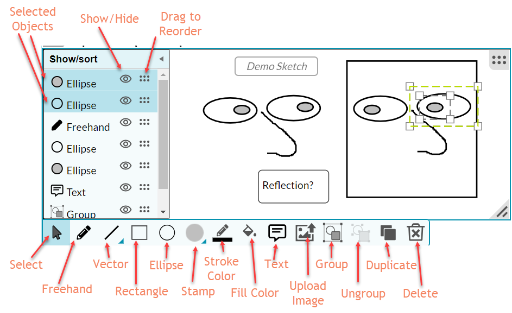 Selected
Objects
Show/Hide
Drag to
Reorder
Show/sort
Ellipse
Ellipse
Freehand
Ellipse
Ellipse
Text
Group
Demo Sketch
Reflection?
Select
Freehand
Vector
Rectangle
Ellipse
Stamp
Stroke
Color
Fill Color
Text
Upload
Image
Group
Ungroup
Duplicate
Delete